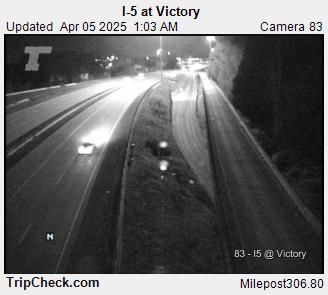 I-5 at Victory
Updated Apr 05 2025 1:03 AM Camera 83
T
N
83 - I5 @ Victory
TripCheck.com Milepost306.80